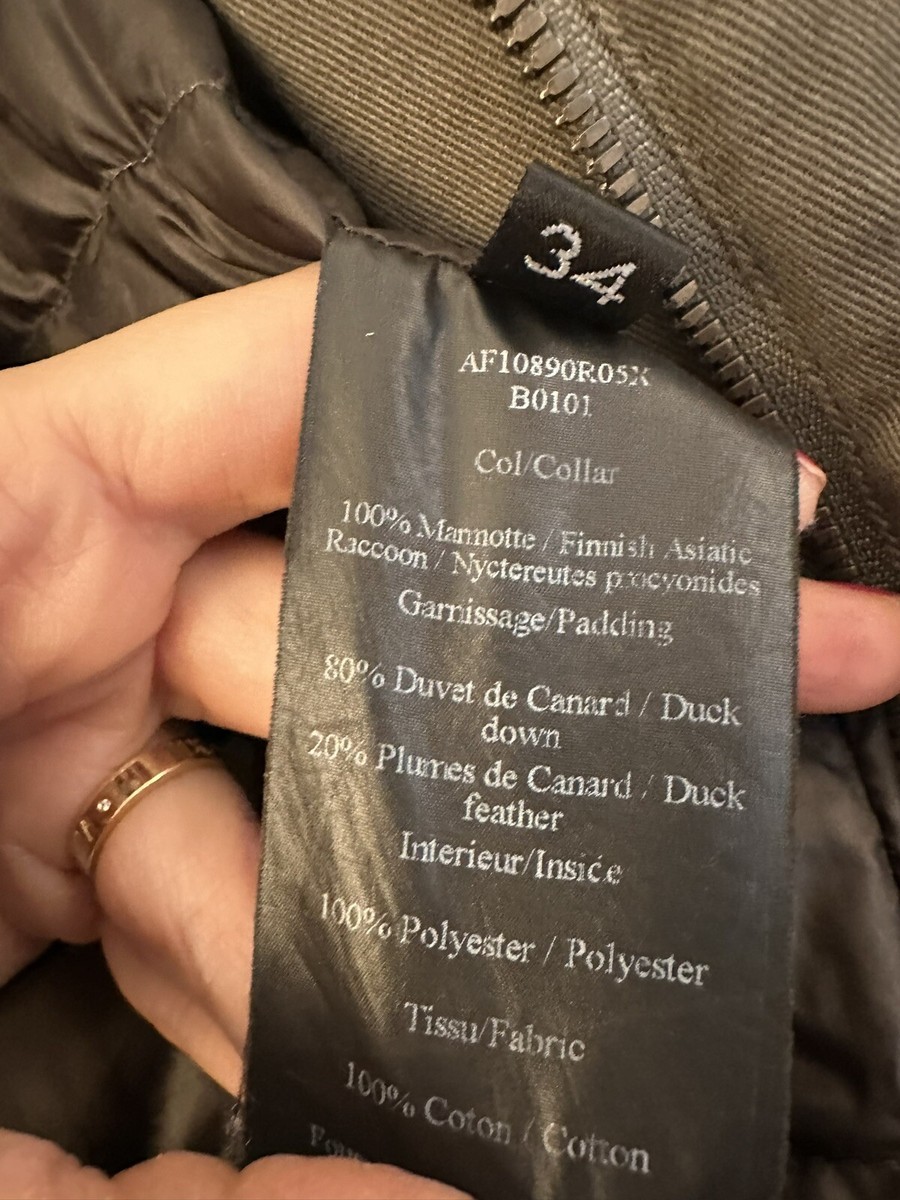 34
AF10890R05X
B0101
Col/Collar
100% Marmotte / Finnish Asiatic
Raccoon / Nyctereutes procyonides
Garnissage/Padding
80% Duvet de Canard / Duck
down
20% Plumes de Canard / Duck
feather
Interieur/Inside
100% Polyester / Polyester
Tissu/Fabric
100% Coton / Cotton